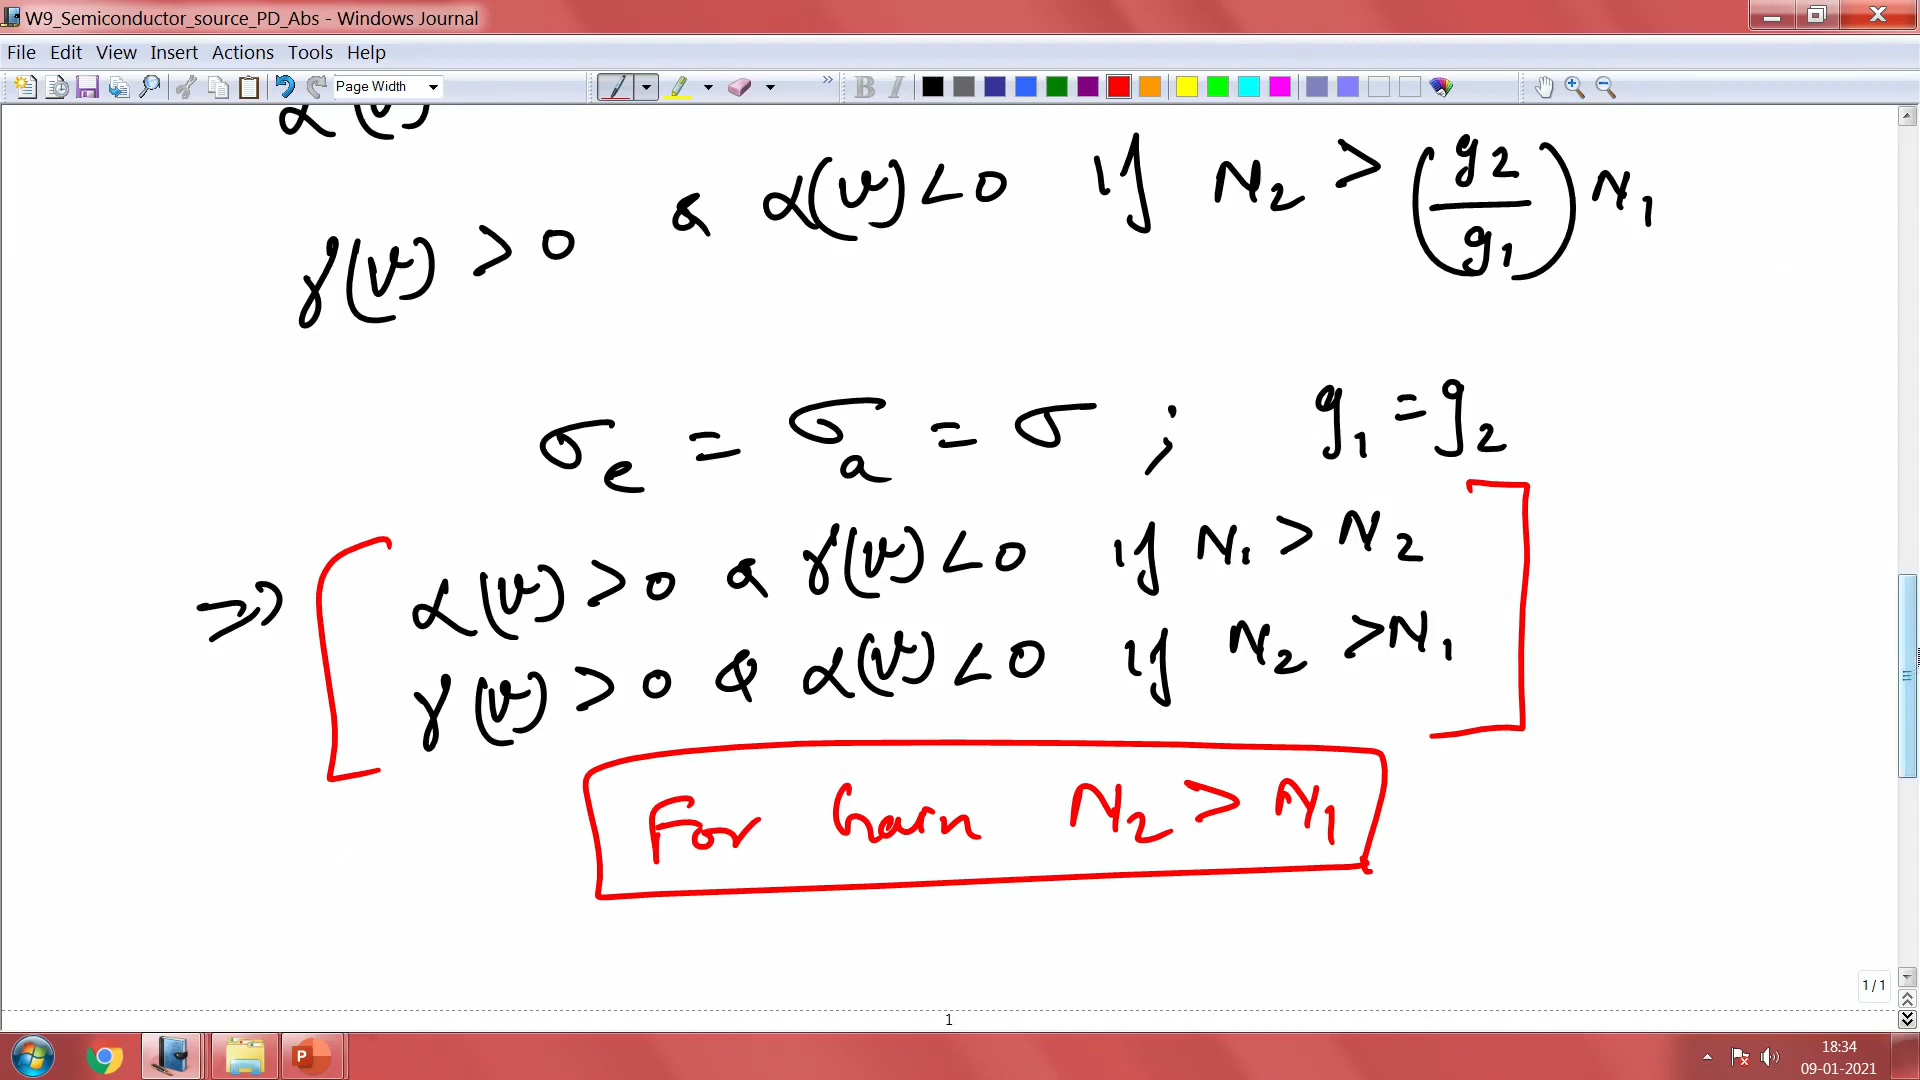 W9_Semiconductor_source_PD_Abs - Windows Journal
File Edit View Insert Actions Tools Help
Page Width
B I
α(ν)
γ(ν) > 0 & α(ν) < 0 if N₂ > (g₂/g₁) N₁
σₑ = σₐ = σ ; g₁ = g₂
⇒ [ α(ν) > 0 & γ(ν) < 0 if N₁ > N₂
γ(ν) > 0 & α(ν) < 0 if N₂ > N₁ ]
For Gain N₂ > N₁
1 / 1
1
18:34
09-01-2021